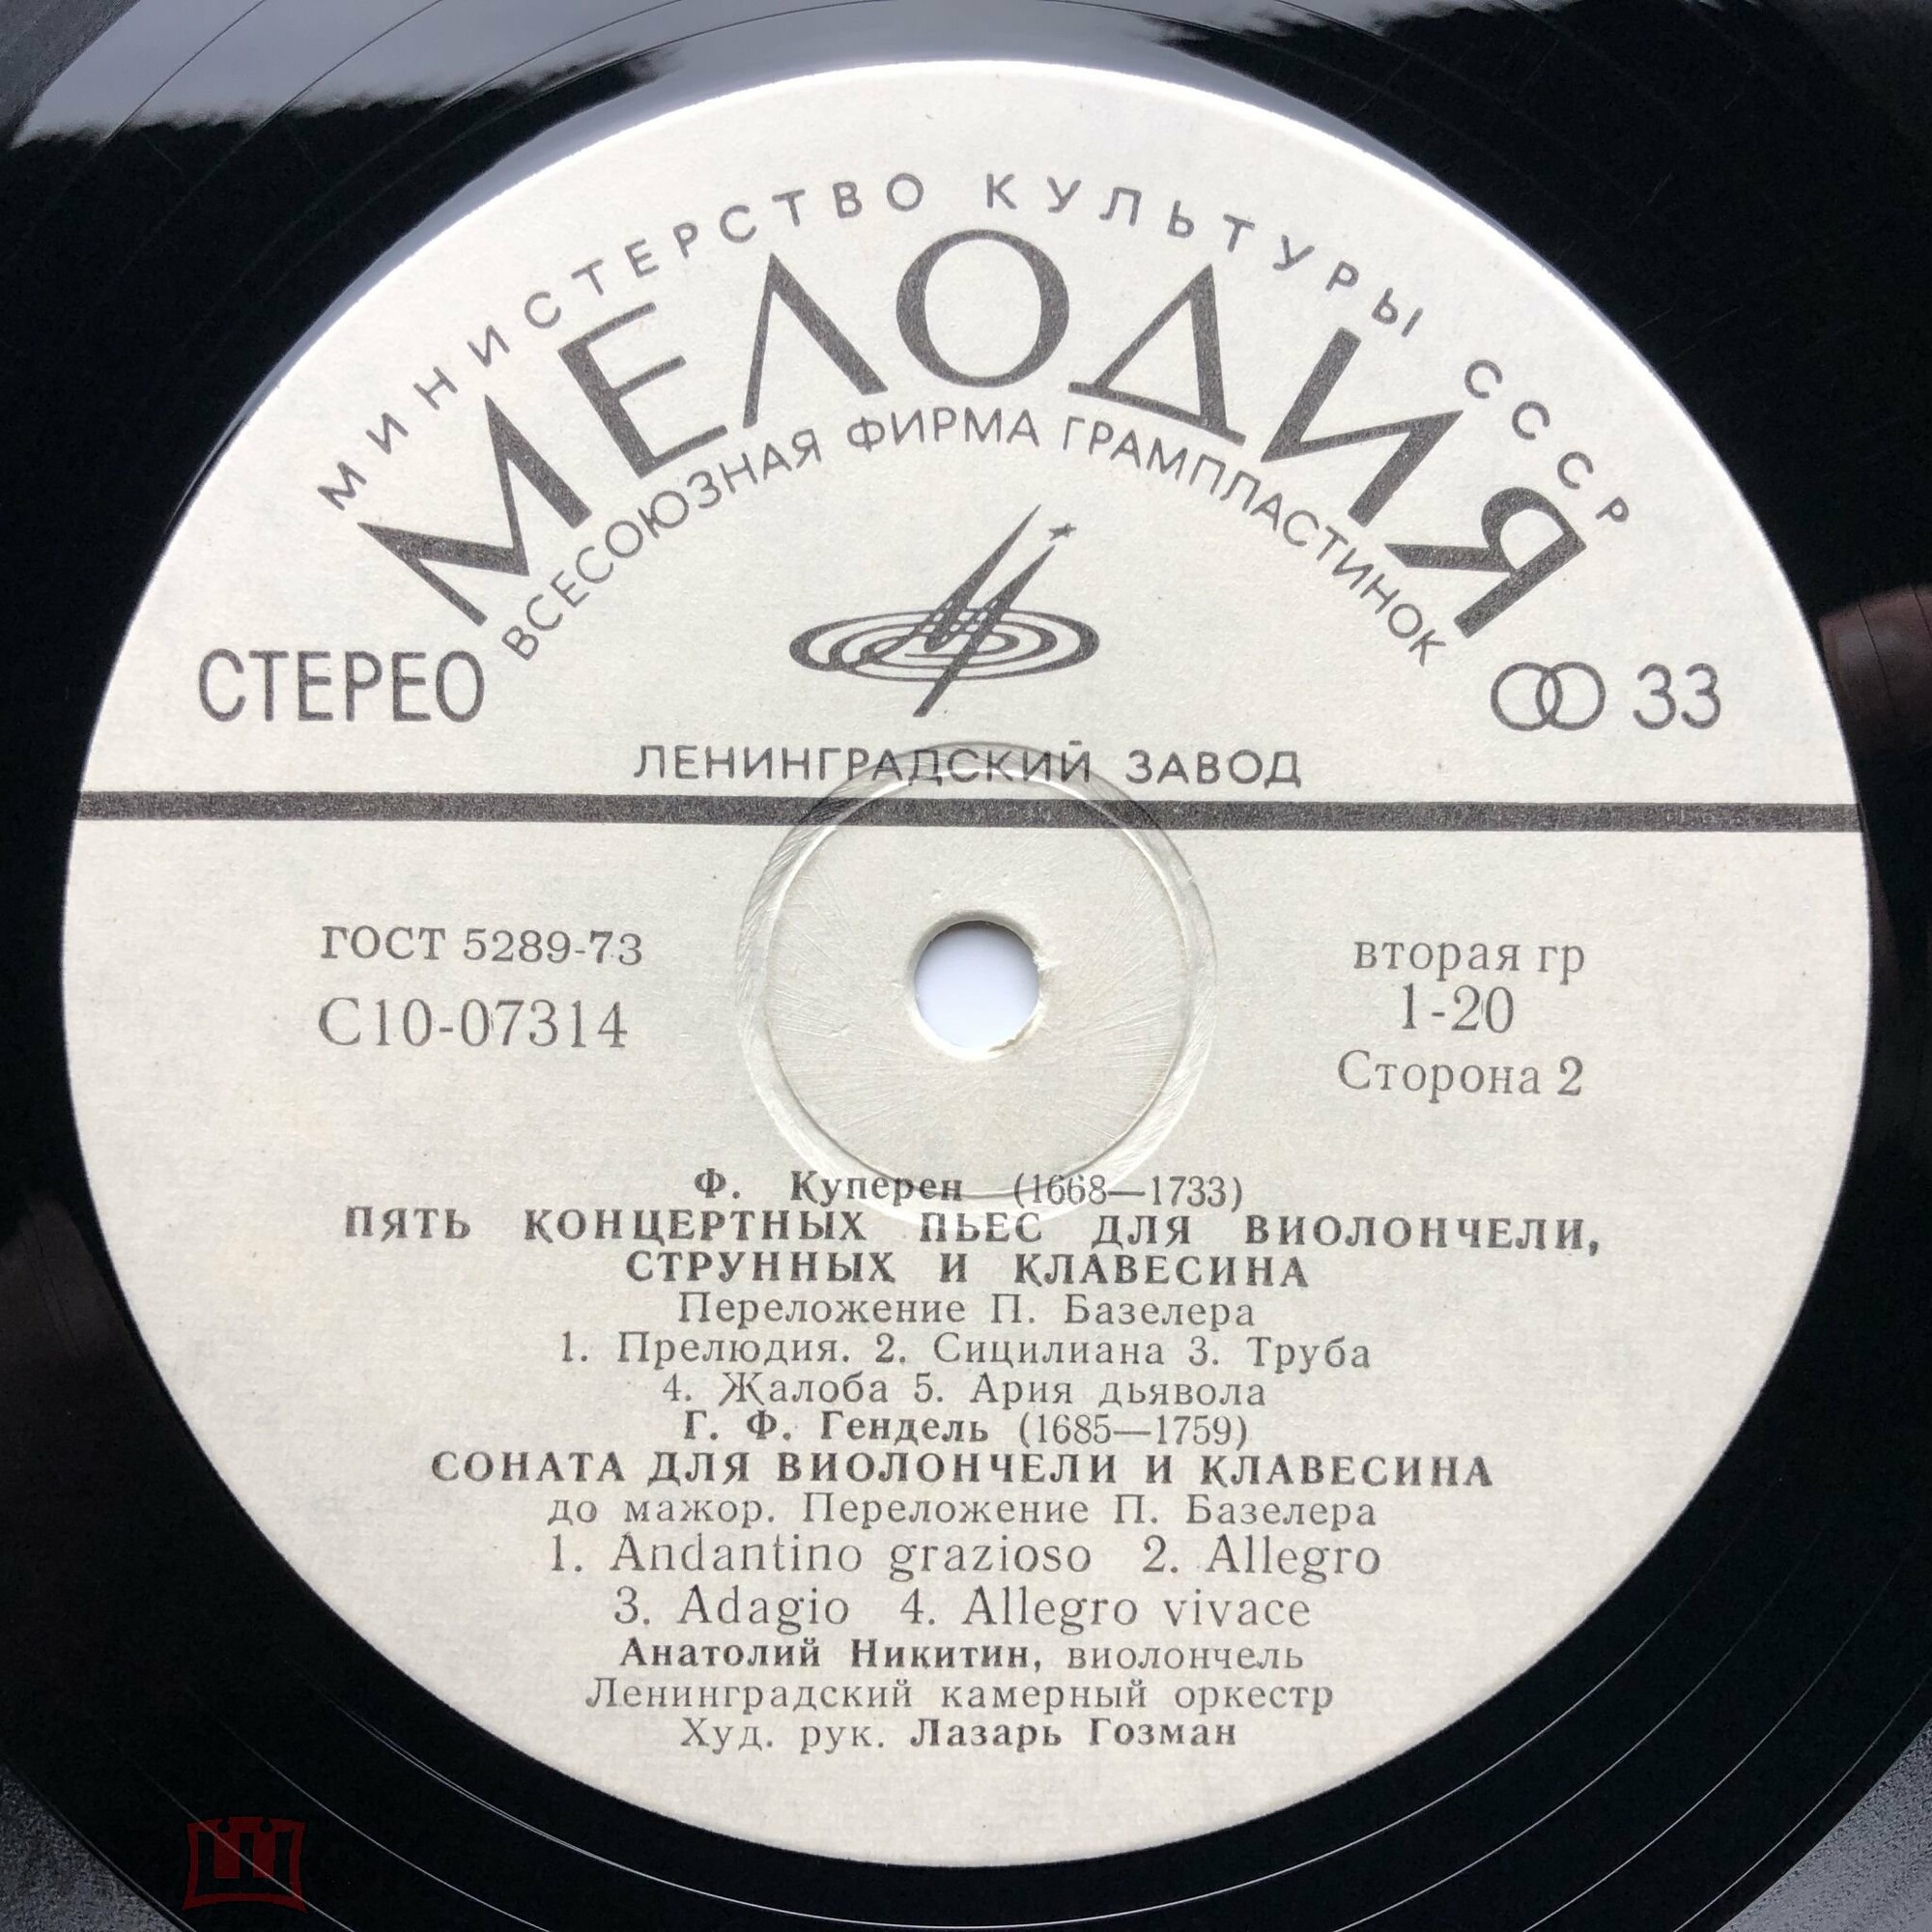 МИНИСТЕРСТВО КУЛЬТУРЫ СССР
МЕЛОДИЯ
ВСЕСОЮЗНАЯ ФИРМА ГРАМПЛАСТИНОК
СТЕРЕО
33
ЛЕНИНГРАДСКИЙ ЗАВОД
ГОСТ 5289-73
С10-07314
вторая гр
1-20
Сторона 2
Ф. Куперен (1668—1733)
ПЯТЬ КОНЦЕРТНЫХ ПЬЕС ДЛЯ ВИОЛОНЧЕЛИ,
СТРУННЫХ И КЛАВЕСИНА
Переложение П. Базелера
1. Прелюдия. 2. Сицилиана 3. Труба
4. Жалоба 5. Ария дьявола
Г. Ф. Гендель (1685—1759)
СОНАТА ДЛЯ ВИОЛОНЧЕЛИ И КЛАВЕСИНА
до мажор. Переложение П. Базелера
1. Andantino grazioso 2. Allegro
3. Adagio 4. Allegro vivace
Анатолий Никитин, виолончель
Ленинградский камерный оркестр
Худ. рук. Лазарь Гозман